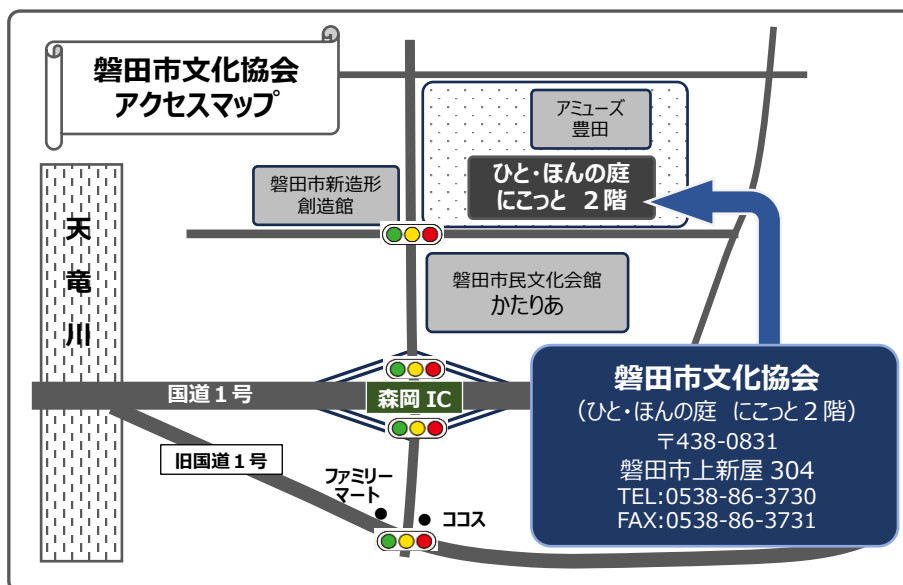 磐田市文化協会
アクセスマップ
アミューズ
豊田
ひと・ほんの庭
にこっと 2階
磐田市新造形
創造館
天竜川
磐田市民文化会館
かたりあ
国道1号
森岡 IC
旧国道1号
ファミリー
マート
ココス
磐田市文化協会
(ひと・ほんの庭 にこっと2階)
〒438-0831
磐田市上新屋 304
TEL:0538-86-3730
FAX:0538-86-3731